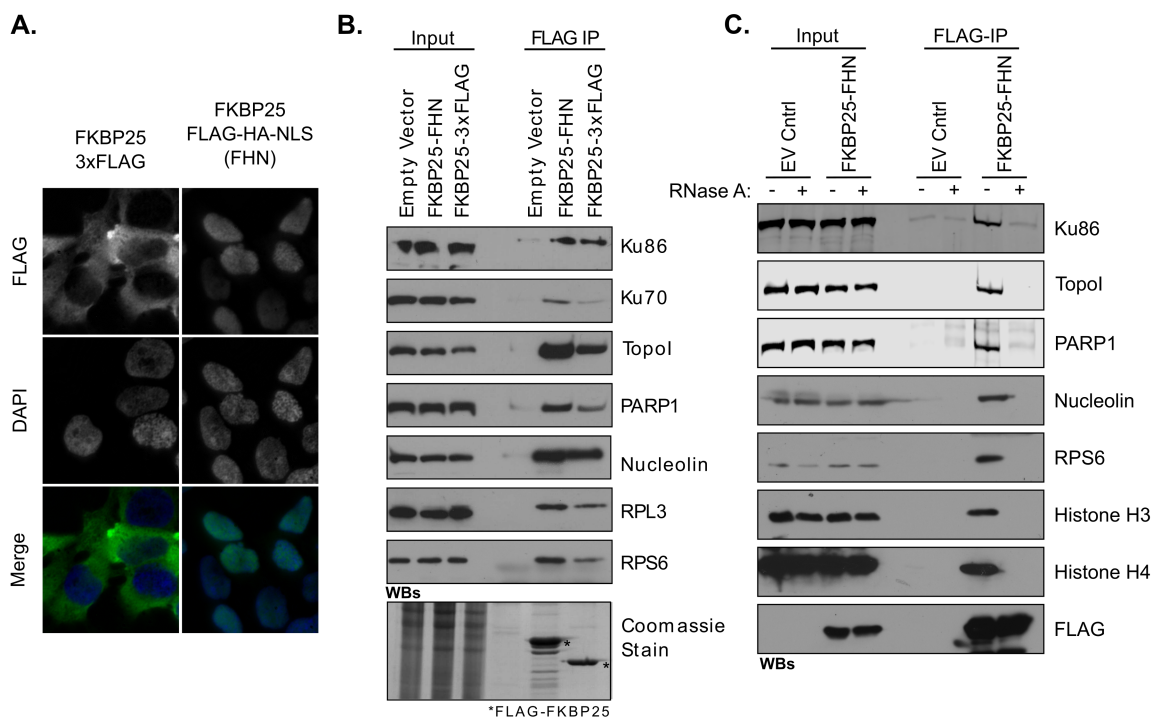 A.
FKBP25
3xFLAG
FKBP25
FLAG-HA-NLS
(FHN)
FLAG
DAPI
Merge
B.
Input
FLAG IP
Empty Vector
FKBP25-FHN
FKBP25-3xFLAG
Empty Vector
FKBP25-FHN
FKBP25-3xFLAG
Ku86
Ku70
TopoI
PARP1
Nucleolin
RPL3
RPS6
WBs
Coomassie
Stain
*
*
*FLAG-FKBP25
C.
Input
FLAG-IP
EV Cntrl
FKBP25-FHN
EV Cntrl
FKBP25-FHN
RNase A: - + - + - + - +
Ku86
TopoI
PARP1
Nucleolin
RPS6
Histone H3
Histone H4
FLAG
WBs